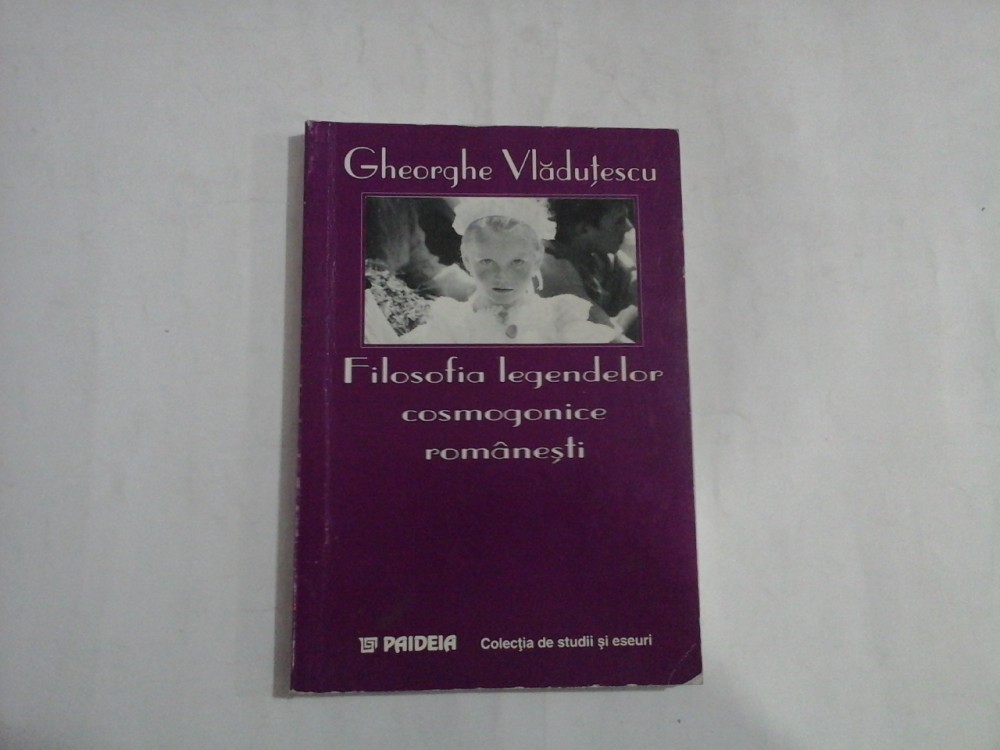 Gheorghe Vlăduţescu
Filosofia legendelor
cosmogonice
româneşti
PAIDEIA Colecţia de studii şi eseuri